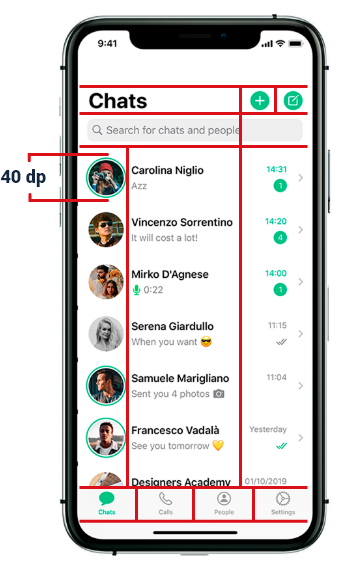 9:41
Chats
Search for chats and people
40 dp
Carolina Niglio 14:31
Azz 1
Vincenzo Sorrentino 14:20
It will cost a lot! 4
Mirko D'Agnese 14:00
0:22 1
Serena Giardullo 11:15
When you want 😎
Samuele Marigliano 11:04
Sent you 4 photos
Francesco Vadalà Yesterday
See you tomorrow 💛
Designers Academy 01/10/2019
Chats Calls People Settings